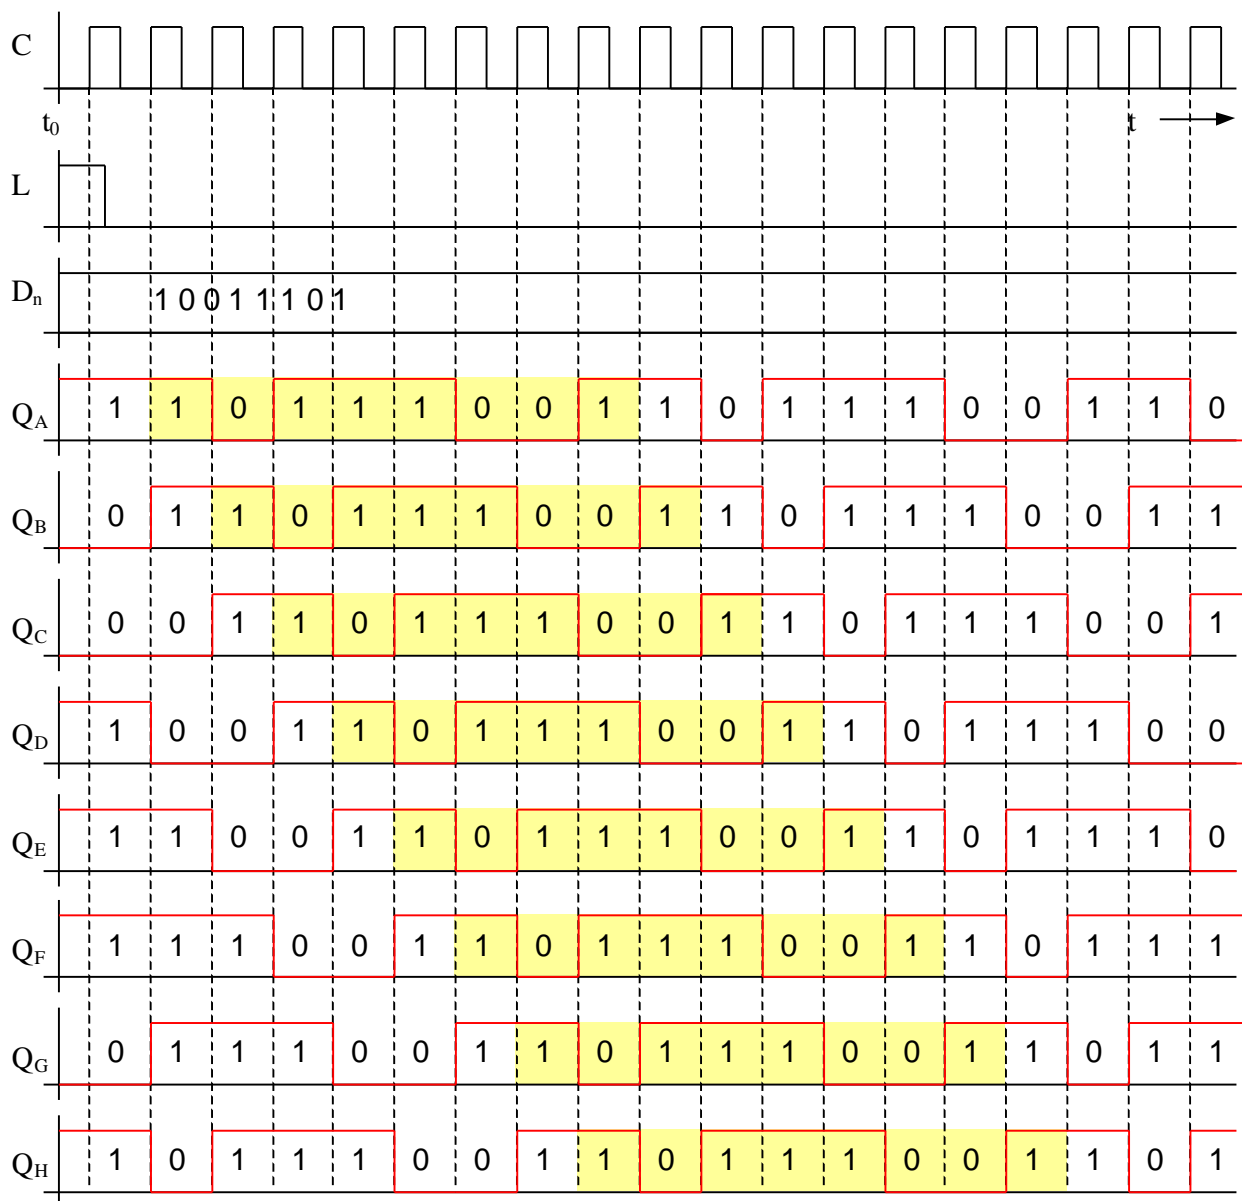 C
t₀ t
L
Dₙ 1 0 0 1 1 1 0 1
Q_A 1 1 0 1 1 1 0 0 1 1 0 1 1 1 0 0 1 1 0
Q_B 0 1 1 0 1 1 1 0 0 1 1 0 1 1 1 0 0 1 1
Q_C 0 0 1 1 0 1 1 1 0 0 1 1 0 1 1 1 0 0 1
Q_D 1 0 0 1 1 0 1 1 1 0 0 1 1 0 1 1 1 0 0
Q_E 1 1 0 0 1 1 0 1 1 1 0 0 1 1 0 1 1 1 0
Q_F 1 1 1 0 0 1 1 0 1 1 1 0 0 1 1 0 1 1 1
Q_G 0 1 1 1 0 0 1 1 0 1 1 1 0 0 1 1 0 1 1
Q_H 1 0 1 1 1 0 0 1 1 0 1 1 1 0 0 1 1 0 1